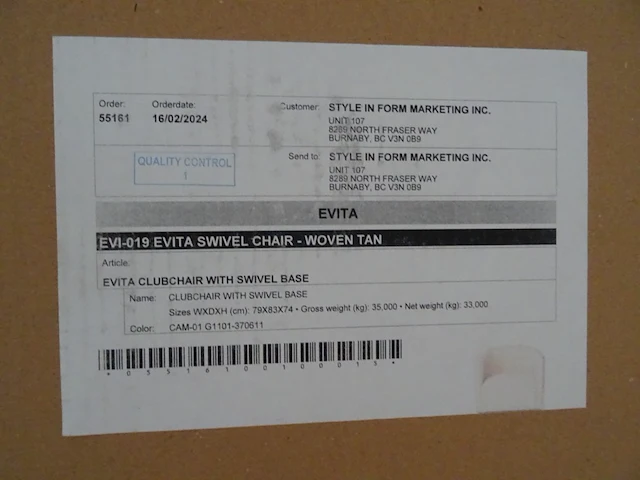 Order: Orderdate: Customer: STYLE IN FORM MARKETING INC.
55161 16/02/2024 UNIT 107
8289 NORTH FRASER WAY
BURNABY, BC V3N 0B9
QUALITY CONTROL
1
Send to: STYLE IN FORM MARKETING INC.
UNIT 107
8289 NORTH FRASER WAY
BURNABY, BC V3N 0B9
EVITA
EVI-019 EVITA SWIVEL CHAIR - WOVEN TAN
Article:
EVITA CLUBCHAIR WITH SWIVEL BASE
Name: CLUBCHAIR WITH SWIVEL BASE
Sizes WXDXH (cm): 79X83X74 • Gross weight (kg): 35,000 • Net weight (kg): 33,000
Color: CAM-01 G1101-370611
*05516100100013*